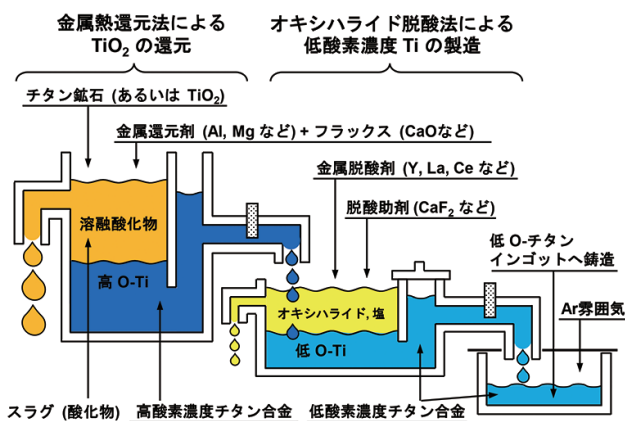 金属熱還元法による
TiO₂ の還元
オキシハライド脱酸法による
低酸素濃度 Ti の製造
チタン鉱石 (あるいは TiO₂)
金属還元剤 (Al, Mg など) + フラックス (CaOなど)
金属脱酸剤 (Y, La, Ce など)
脱酸助剤 (CaF₂ など)
溶融酸化物
高 O-Ti
低 O-チタン
インゴットへ鋳造
Ar雰囲気
オキシハライド, 塩
低 O-Ti
スラグ (酸化物)
高酸素濃度チタン合金
低酸素濃度チタン合金